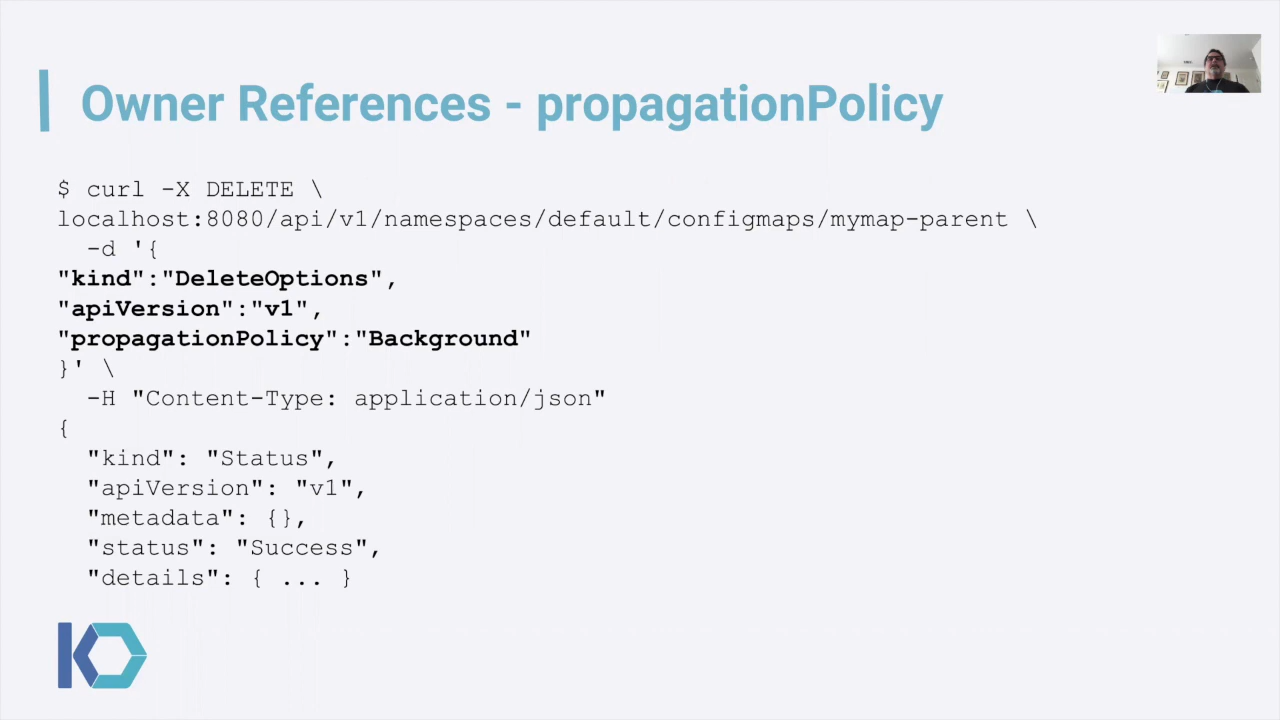 Owner References - propagationPolicy
$ curl -X DELETE \
localhost:8080/api/v1/namespaces/default/configmaps/mymap-parent \
  -d '{
"kind":"DeleteOptions",
"apiVersion":"v1",
"propagationPolicy":"Background"
}' \
  -H "Content-Type: application/json"
{
  "kind": "Status",
  "apiVersion": "v1",
  "metadata": {},
  "status": "Success",
  "details": { ... }